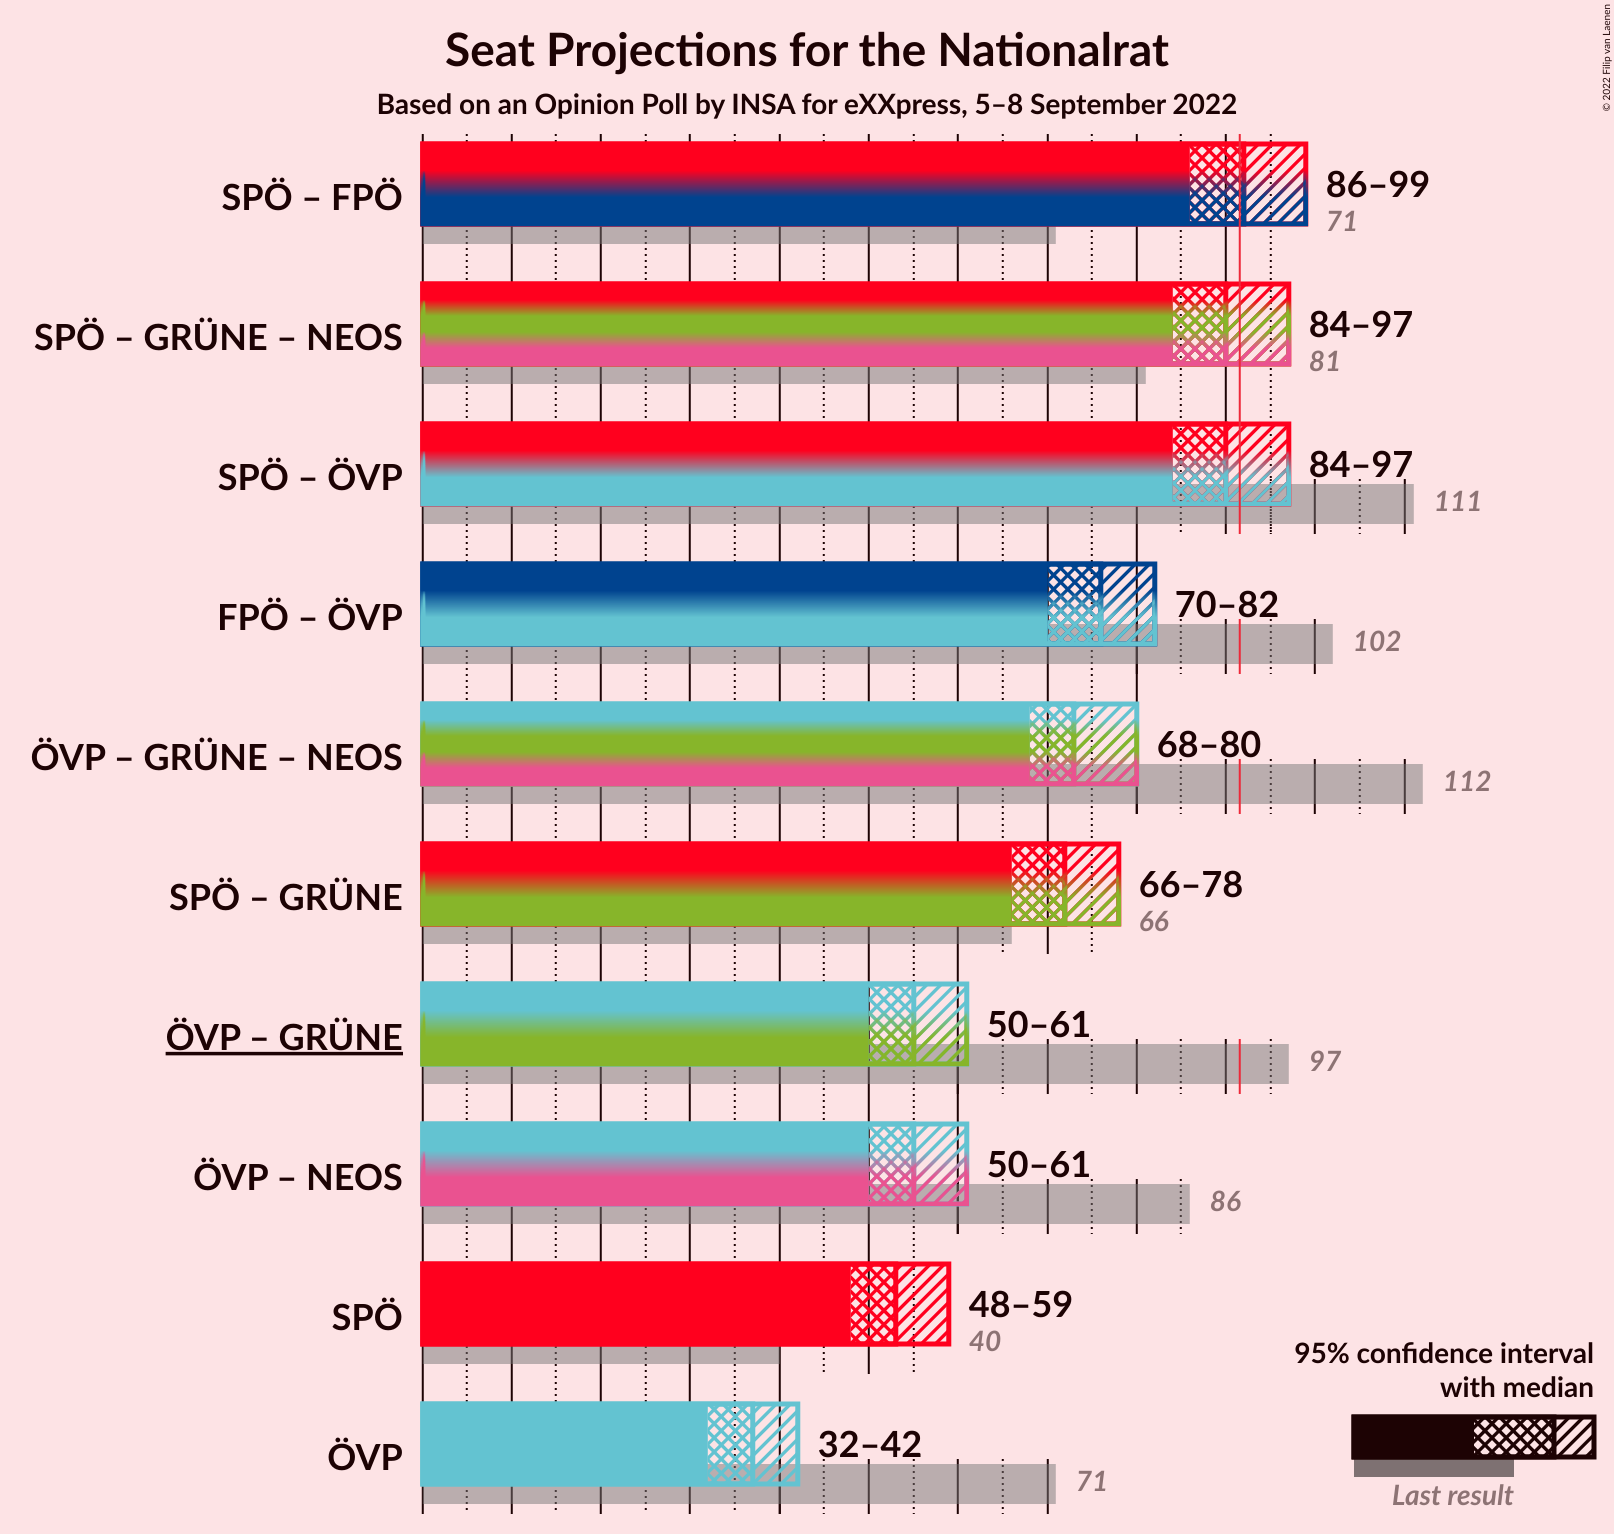 Seat Projections for the Nationalrat
Based on an Opinion Poll by INSA for eXXpress, 5–8 September 2022
© 2022 Filip van Laenen
SPÖ – FPÖ
86–99
71
SPÖ – GRÜNE – NEOS
84–97
81
SPÖ – ÖVP
84–97
111
FPÖ – ÖVP
70–82
102
ÖVP – GRÜNE – NEOS
68–80
112
SPÖ – GRÜNE
66–78
66
ÖVP – GRÜNE
50–61
97
ÖVP – NEOS
50–61
86
SPÖ
48–59
40
ÖVP
32–42
71
95% confidence interval
with median
Last result